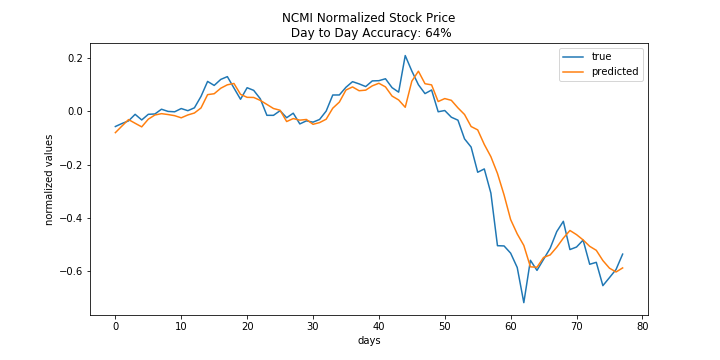 NCMI Normalized Stock Price
Day to Day Accuracy: 64%
true
predicted
normalized values
0.2
0.0
−0.2
−0.4
−0.6
0
10
20
30
40
50
60
70
80
days